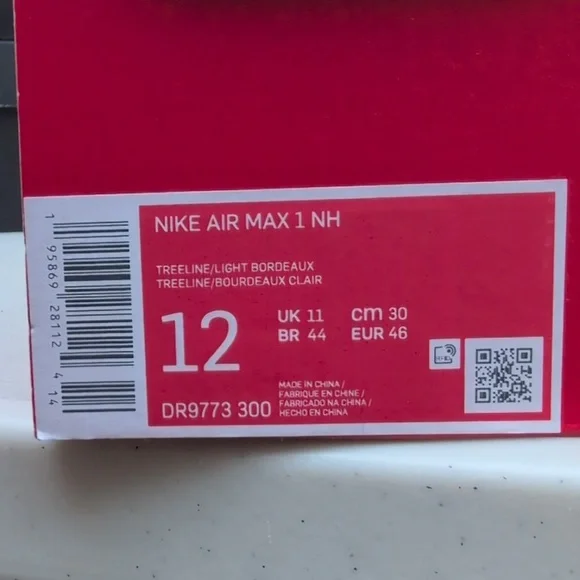 NIKE AIR MAX 1 NH
TREELINE/LIGHT BORDEAUX
TREELINE/BOURDEAUX CLAIR
12
UK 11 cm 30
BR 44 EUR 46
DR9773 300
MADE IN CHINA /
FABRIQUE EN CHINE /
FABRICADO NA CHINA /
HECHO EN CHINA
1 95869 28112 4 14